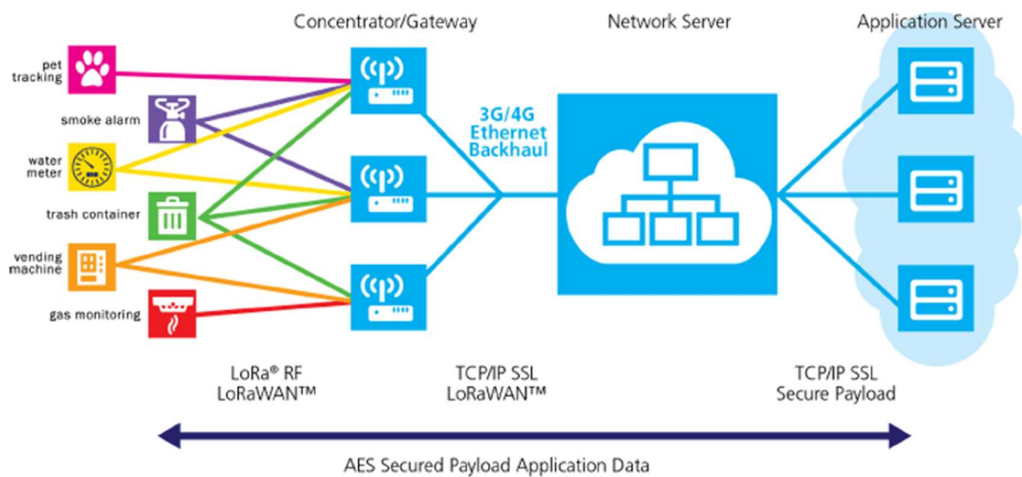 Concentrator/Gateway
Network Server
Application Server
pet
tracking
smoke alarm
water
meter
trash container
vending
machine
gas monitoring
3G/4G
Ethernet
Backhaul
LoRa® RF
LoRaWAN™
TCP/IP SSL
LoRaWAN™
TCP/IP SSL
Secure Payload
AES Secured Payload Application Data